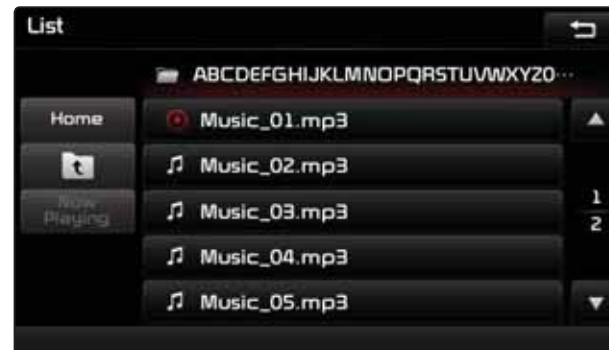 List
ABCDEFGHIJKLMNOPQRSTUVWXYZ0···
Home
Now
Playing
Music_01.mp3
Music_02.mp3
Music_03.mp3
Music_04.mp3
Music_05.mp3
1
2